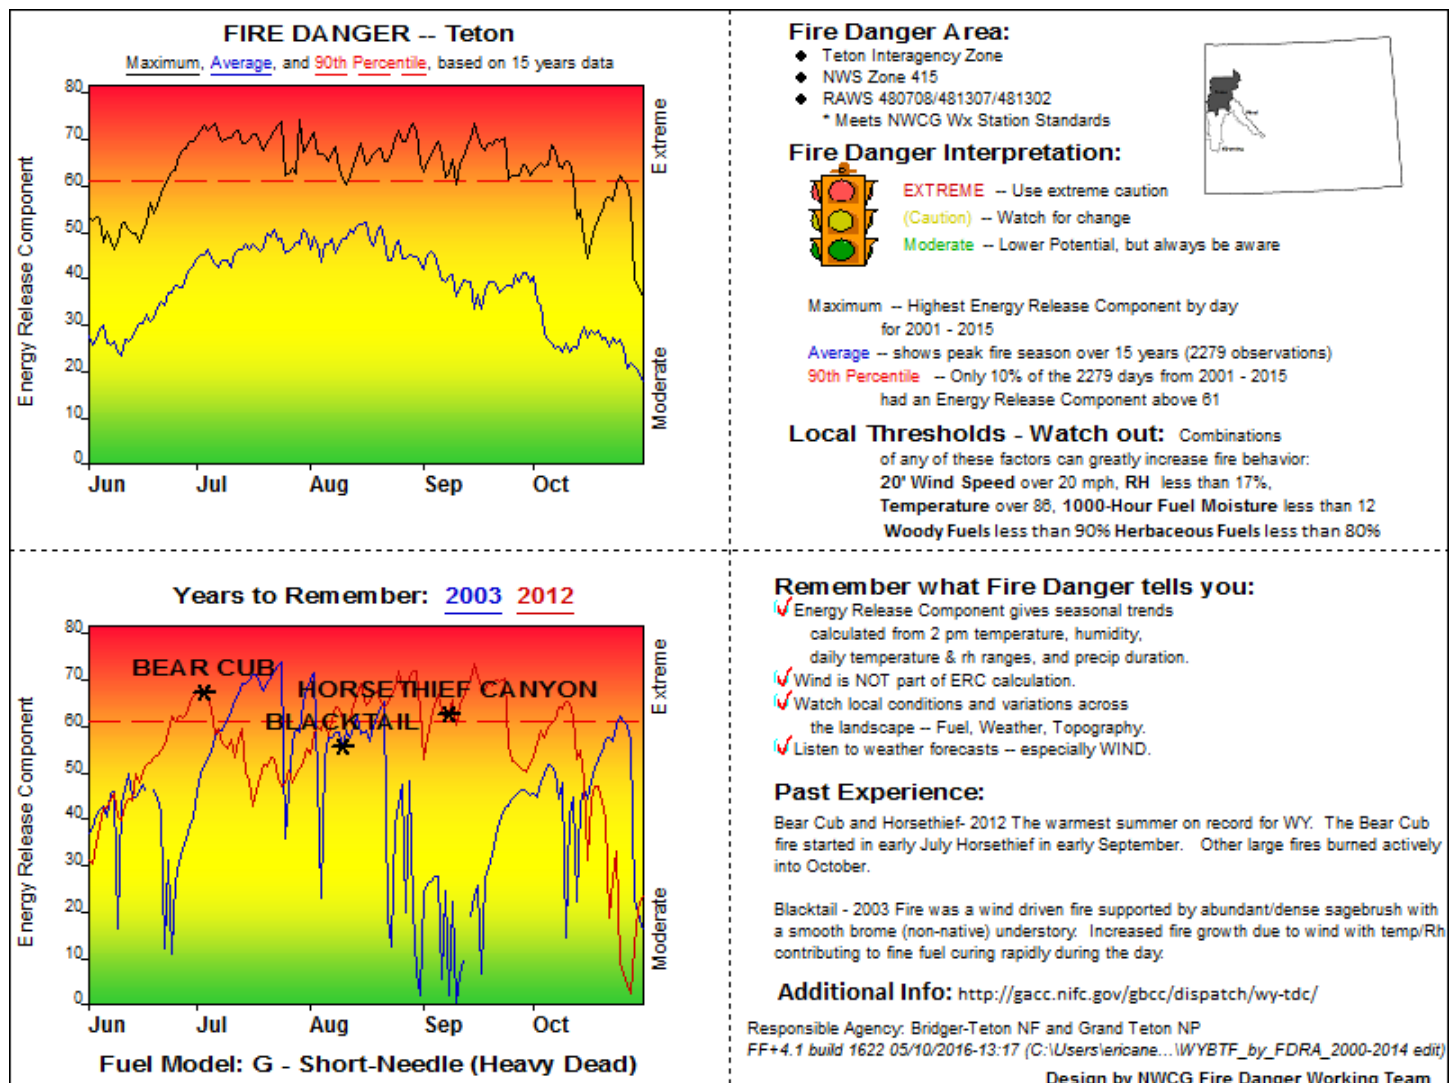 FIRE DANGER -- Teton
Maximum, Average, and 90th Percentile, based on 15 years data
80
70
60
50
40
30
20
10
0
Energy Release Component
Extreme
Moderate
Jun Jul Aug Sep Oct
Fire Danger Area:
Teton Interagency Zone
NWS Zone 415
RAWS 480708/481307/481302
* Meets NWCG Wx Station Standards
Fire Danger Interpretation:
EXTREME -- Use extreme caution
(Caution) -- Watch for change
Moderate -- Lower Potential, but always be aware
Maximum -- Highest Energy Release Component by day
for 2001 - 2015
Average -- shows peak fire season over 15 years (2279 observations)
90th Percentile -- Only 10% of the 2279 days from 2001 - 2015
had an Energy Release Component above 61
Local Thresholds - Watch out: Combinations
of any of these factors can greatly increase fire behavior:
20' Wind Speed over 20 mph, RH less than 17%,
Temperature over 86, 1000-Hour Fuel Moisture less than 12
Woody Fuels less than 90% Herbaceous Fuels less than 80%
Years to Remember: 2003 2012
80
70
60
50
40
30
20
10
0
Energy Release Component
Extreme
Moderate
BEAR CUB
HORSETHIEF CANYON
BLACKTAIL
Jun Jul Aug Sep Oct
Fuel Model: G - Short-Needle (Heavy Dead)
Remember what Fire Danger tells you:
Energy Release Component gives seasonal trends
calculated from 2 pm temperature, humidity,
daily temperature & rh ranges, and precip duration.
Wind is NOT part of ERC calculation.
Watch local conditions and variations across
the landscape -- Fuel, Weather, Topography.
Listen to weather forecasts -- especially WIND.
Past Experience:
Bear Cub and Horsethief- 2012 The warmest summer on record for WY. The Bear Cub
fire started in early July Horsethief in early September. Other large fires burned actively
into October.
Blacktail - 2003 Fire was a wind driven fire supported by abundant/dense sagebrush with
a smooth brome (non-native) understory. Increased fire growth due to wind with temp/Rh
contributing to fine fuel curing rapidly during the day.
Additional Info: http://gacc.nifc.gov/gbcc/dispatch/wy-tdc/
Responsible Agency: Bridger-Teton NF and Grand Teton NP
FF+4.1 build 1622 05/10/2016-13:17 (C:\Users\ericane...\WYBTF_by_FDRA_2000-2014 edit)
Design by NWCG Fire Danger Working Team